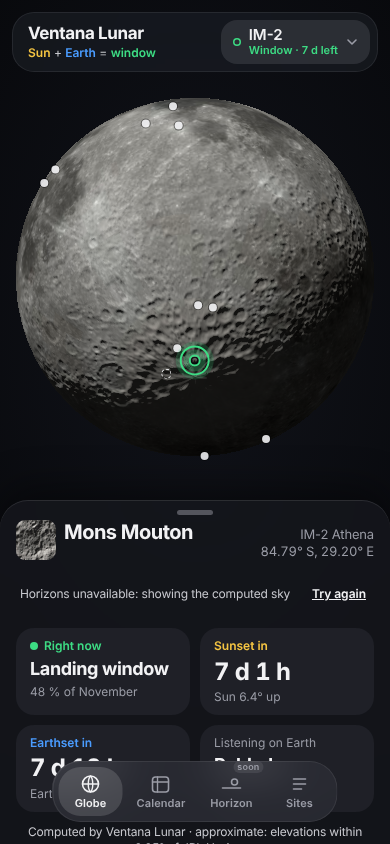 Ventana Lunar
Sun + Earth = window
IM-2
Window · 7 d left
Mons Mouton
IM-2 Athena
84.79° S, 29.20° E
Horizons unavailable: showing the computed sky
Try again
Right now
Landing window
48 % of November
Sunset in
7 d 1 h
Sun 6.4° up
Earthset in
7 d
Listening on Earth
soon
Globe
Calendar
Horizon
Sites
Computed by Ventana Lunar · approximate: elevations within